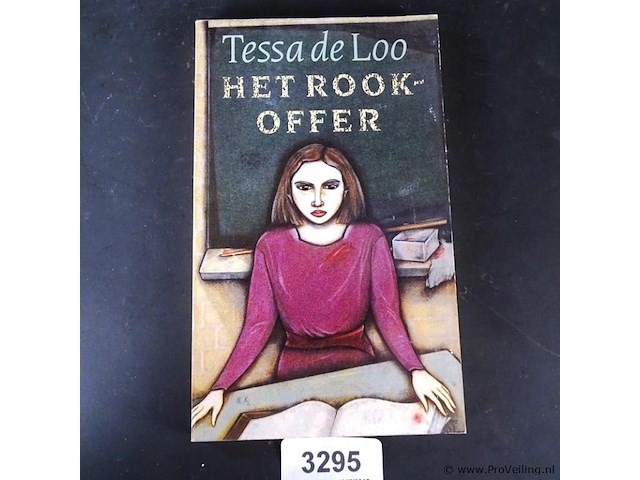 Tessa de Loo
HET ROOK-
OFFER
3295
© www.ProVeiling.nl